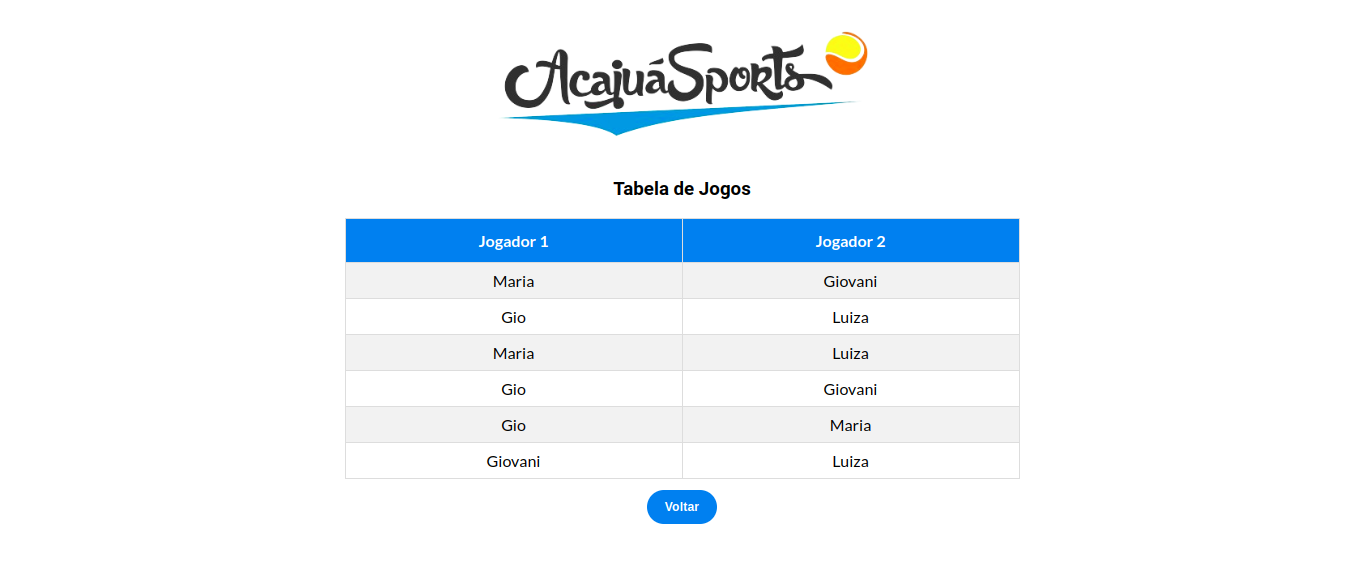 AcajuáSports
Tabela de Jogos
Jogador 1 Jogador 2
Maria Giovani
Gio Luiza
Maria Luiza
Gio Giovani
Gio Maria
Giovani Luiza
Voltar